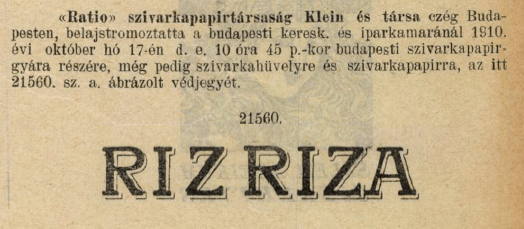 «Ratio» szivarkapapirtársaság Klein és társa czég Buda-
pesten, belajstromoztatta a budapesti keresk. és iparkamaránál 1910.
évi október hó 17-én d. e. 10 óra 45 p.-kor budapesti szivarkapapir-
gyára részére, még pedig szivarkahüvelyre és szivarkapapirra, az itt
21560. sz. a. ábrázolt védjegyét.
21560.
RIZ RIZA